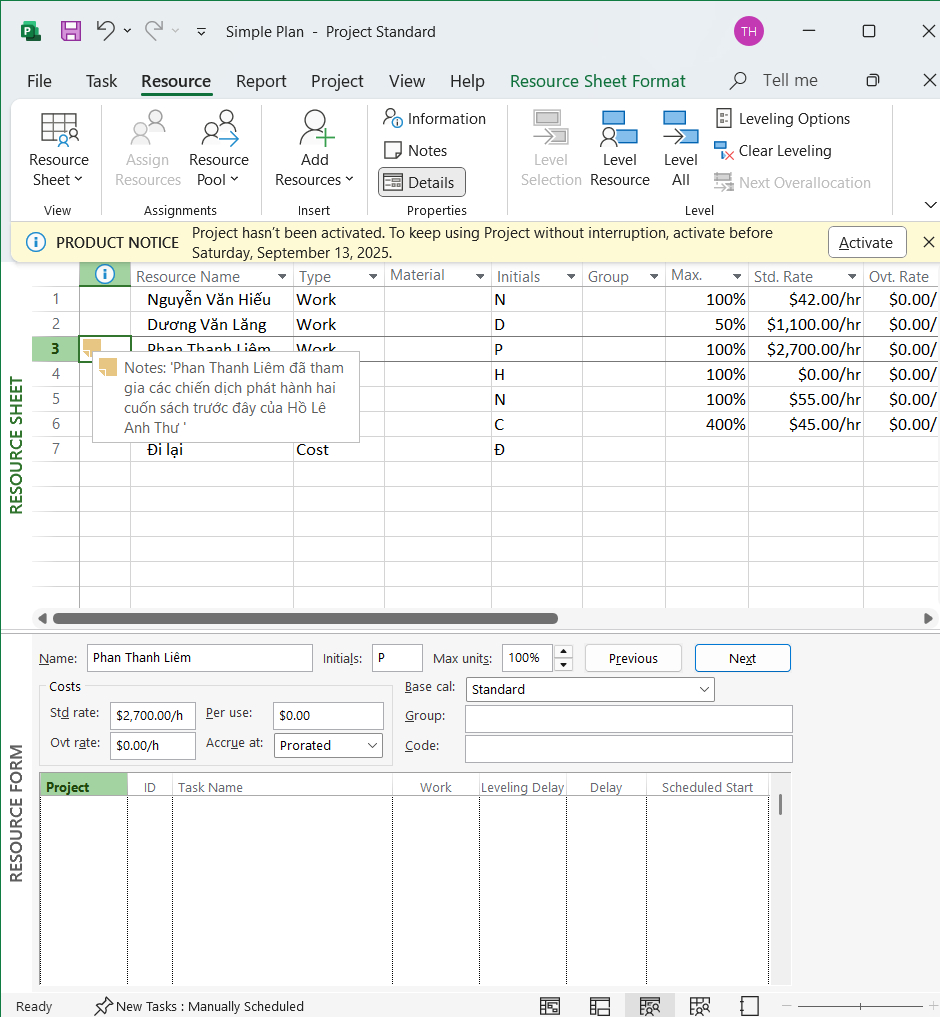 Simple Plan - Project Standard
TH
File Task Resource Report Project View Help Resource Sheet Format Tell me
Resource Sheet
View
Assign Resources
Resource Pool
Assignments
Add Resources
Insert
Information
Notes
Details
Properties
Level Selection
Level Resource
Level All
Leveling Options
Clear Leveling
Next Overallocation
Level
PRODUCT NOTICE
Project hasn't been activated. To keep using Project without interruption, activate before
Saturday, September 13, 2025.
Activate
RESOURCE SHEET
Resource Name Type Material Initials Group Max. Std. Rate Ovt. Rate
1 Nguyễn Văn Hiếu Work N 100% $42.00/hr $0.00/
2 Dương Văn Lăng Work D 50% $1,100.00/hr $0.00/
3 Phan Thanh Liêm Work P 100% $2,700.00/hr $0.00/
4 H 100% $0.00/hr $0.00/
5 N 100% $55.00/hr $0.00/
6 C 400% $45.00/hr $0.00/
7 Đi lại Cost Đ
Notes: 'Phan Thanh Liêm đã tham
gia các chiến dịch phát hành hai
cuốn sách trước đây của Hồ Lê
Anh Thư '
RESOURCE FORM
Name: Phan Thanh Liêm Initials: P Max units: 100% Previous Next
Costs
Std rate: $2,700.00/h Per use: $0.00
Ovt rate: $0.00/h Accrue at: Prorated
Base cal: Standard
Group:
Code:
Project ID Task Name Work Leveling Delay Delay Scheduled Start
Ready New Tasks : Manually Scheduled